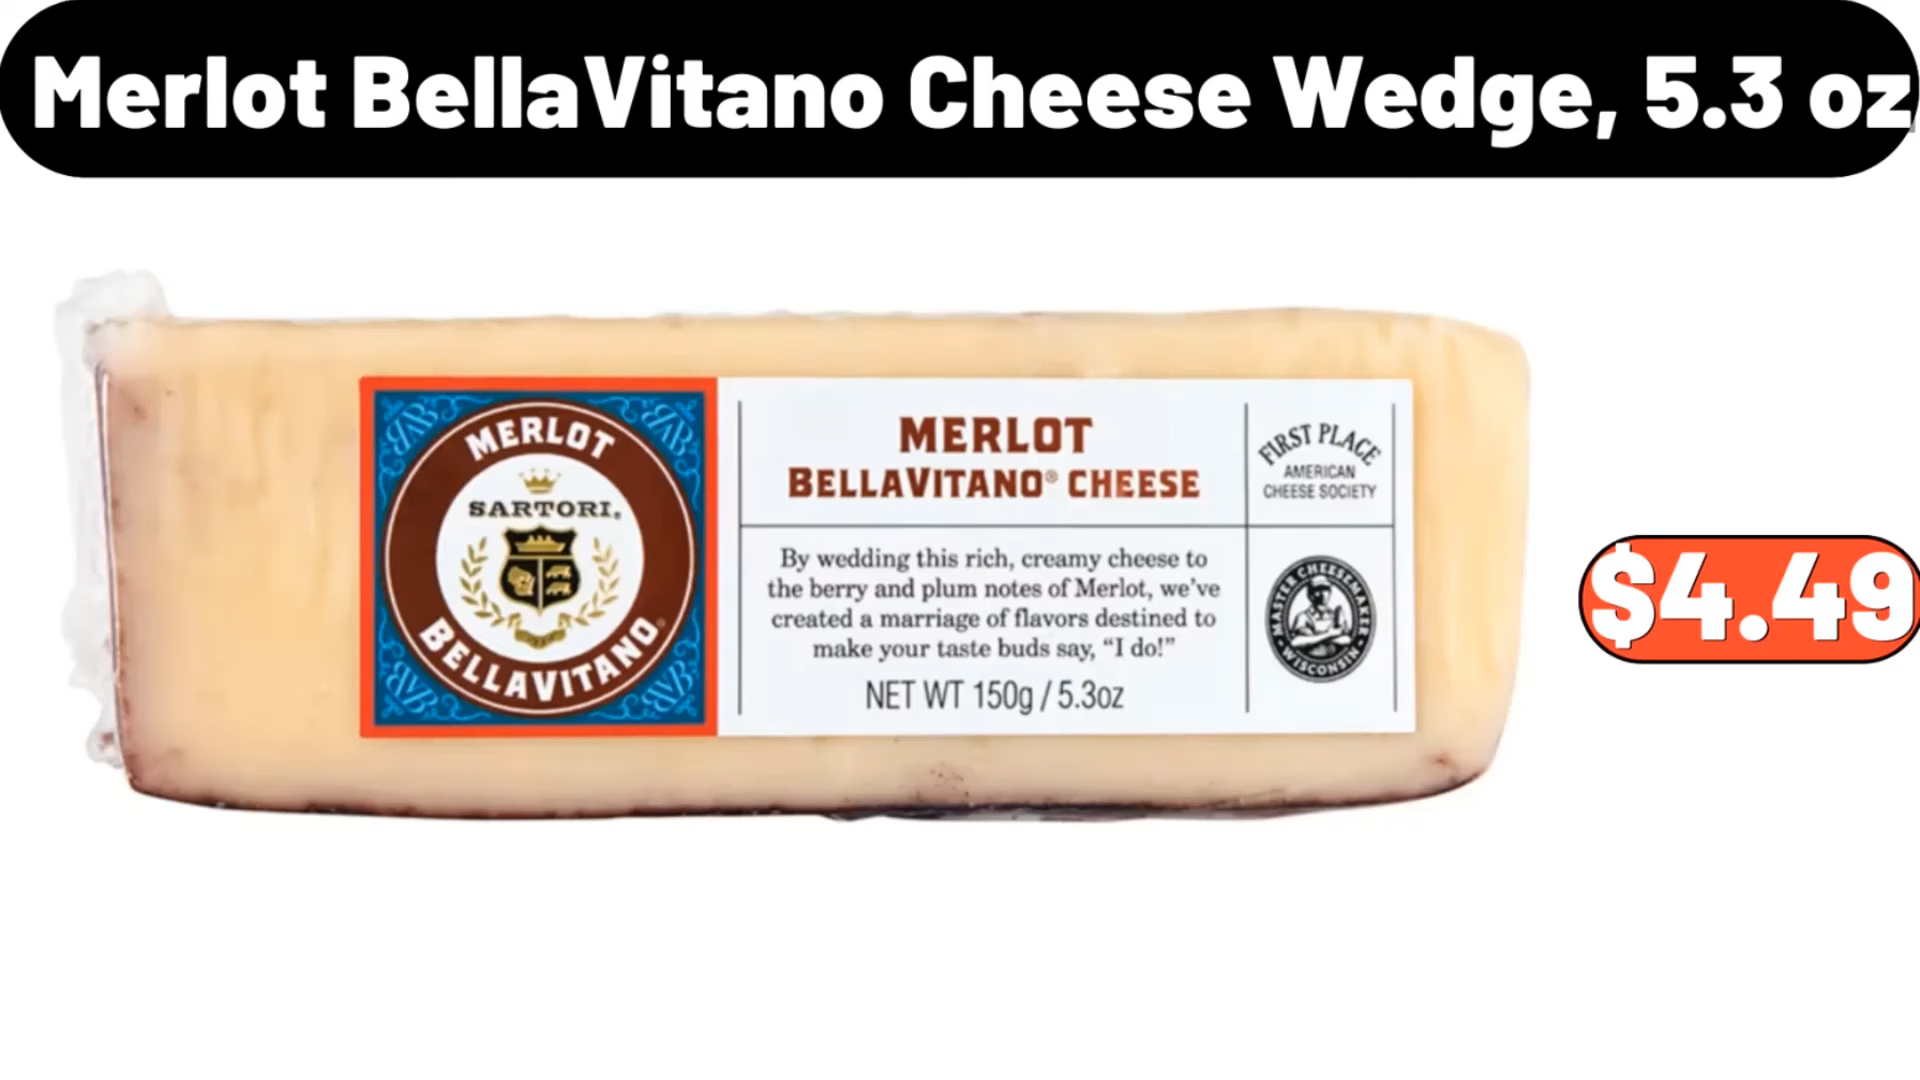 Merlot BellaVitano Cheese Wedge, 5.3 oz
MERLOT
SARTORI.
BELLAVITANO®
MERLOT
BELLAVITANO® CHEESE
By wedding this rich, creamy cheese to
the berry and plum notes of Merlot, we've
created a marriage of flavors destined to
make your taste buds say, “I do!”
NET WT 150g / 5.3oz
FIRST PLACE
AMERICAN
CHEESE SOCIETY
MASTER CHEESEMAKER
WISCONSIN
$4.49